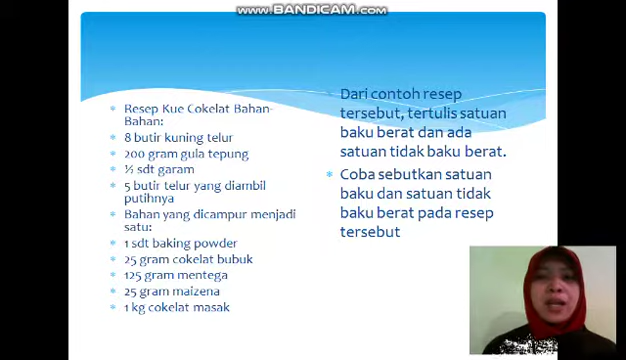 www.BANDICAM.com
Resep Kue Cokelat Bahan-
Bahan:
8 butir kuning telur
200 gram gula tepung
½ sdt garam
5 butir telur yang diambil
putihnya
Bahan yang dicampur menjadi
satu:
1 sdt baking powder
25 gram cokelat bubuk
125 gram mentega
25 gram maizena
1 kg cokelat masak
Dari contoh resep
tersebut, tertulis satuan
baku berat dan ada
satuan tidak baku berat.
Coba sebutkan satuan
baku dan satuan tidak
baku berat pada resep
tersebut